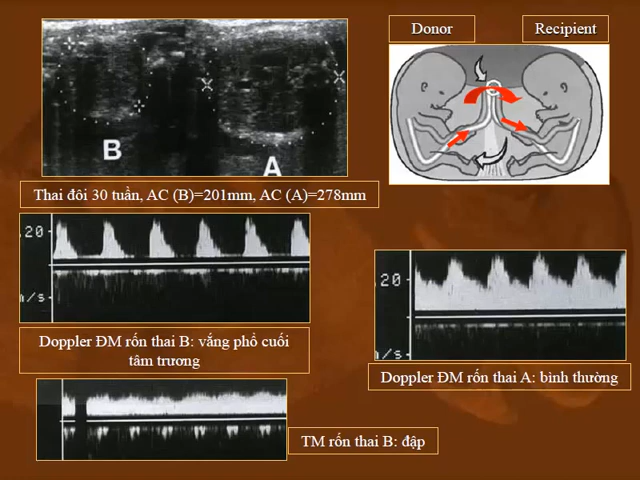 Donor
Recipient
B
A
Thai đôi 30 tuần, AC (B)=201mm, AC (A)=278mm
.20
m/s
.20
/s
Doppler ĐM rốn thai B: vắng phổ cuối
tâm trương
Doppler ĐM rốn thai A: bình thường
TM rốn thai B: đập